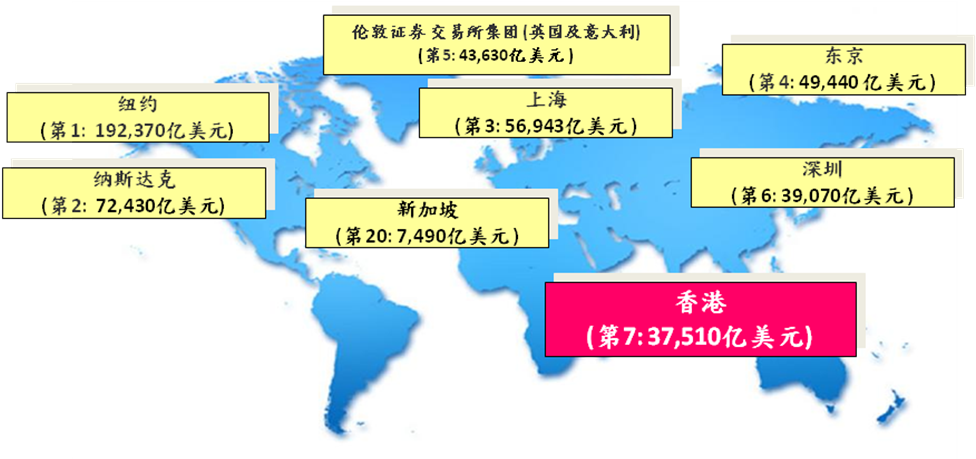 伦敦证券交易所集团(英国及意大利)
(第5: 43,630亿美元)
东京
(第4: 49,440亿美元)
纽约
(第1: 192,370亿美元)
上海
(第3: 56,943亿美元)
纳斯达克
(第2: 72,430亿美元)
深圳
(第6: 39,070亿美元)
新加坡
(第20: 7,490亿美元)
香港
(第7: 37,510亿美元)